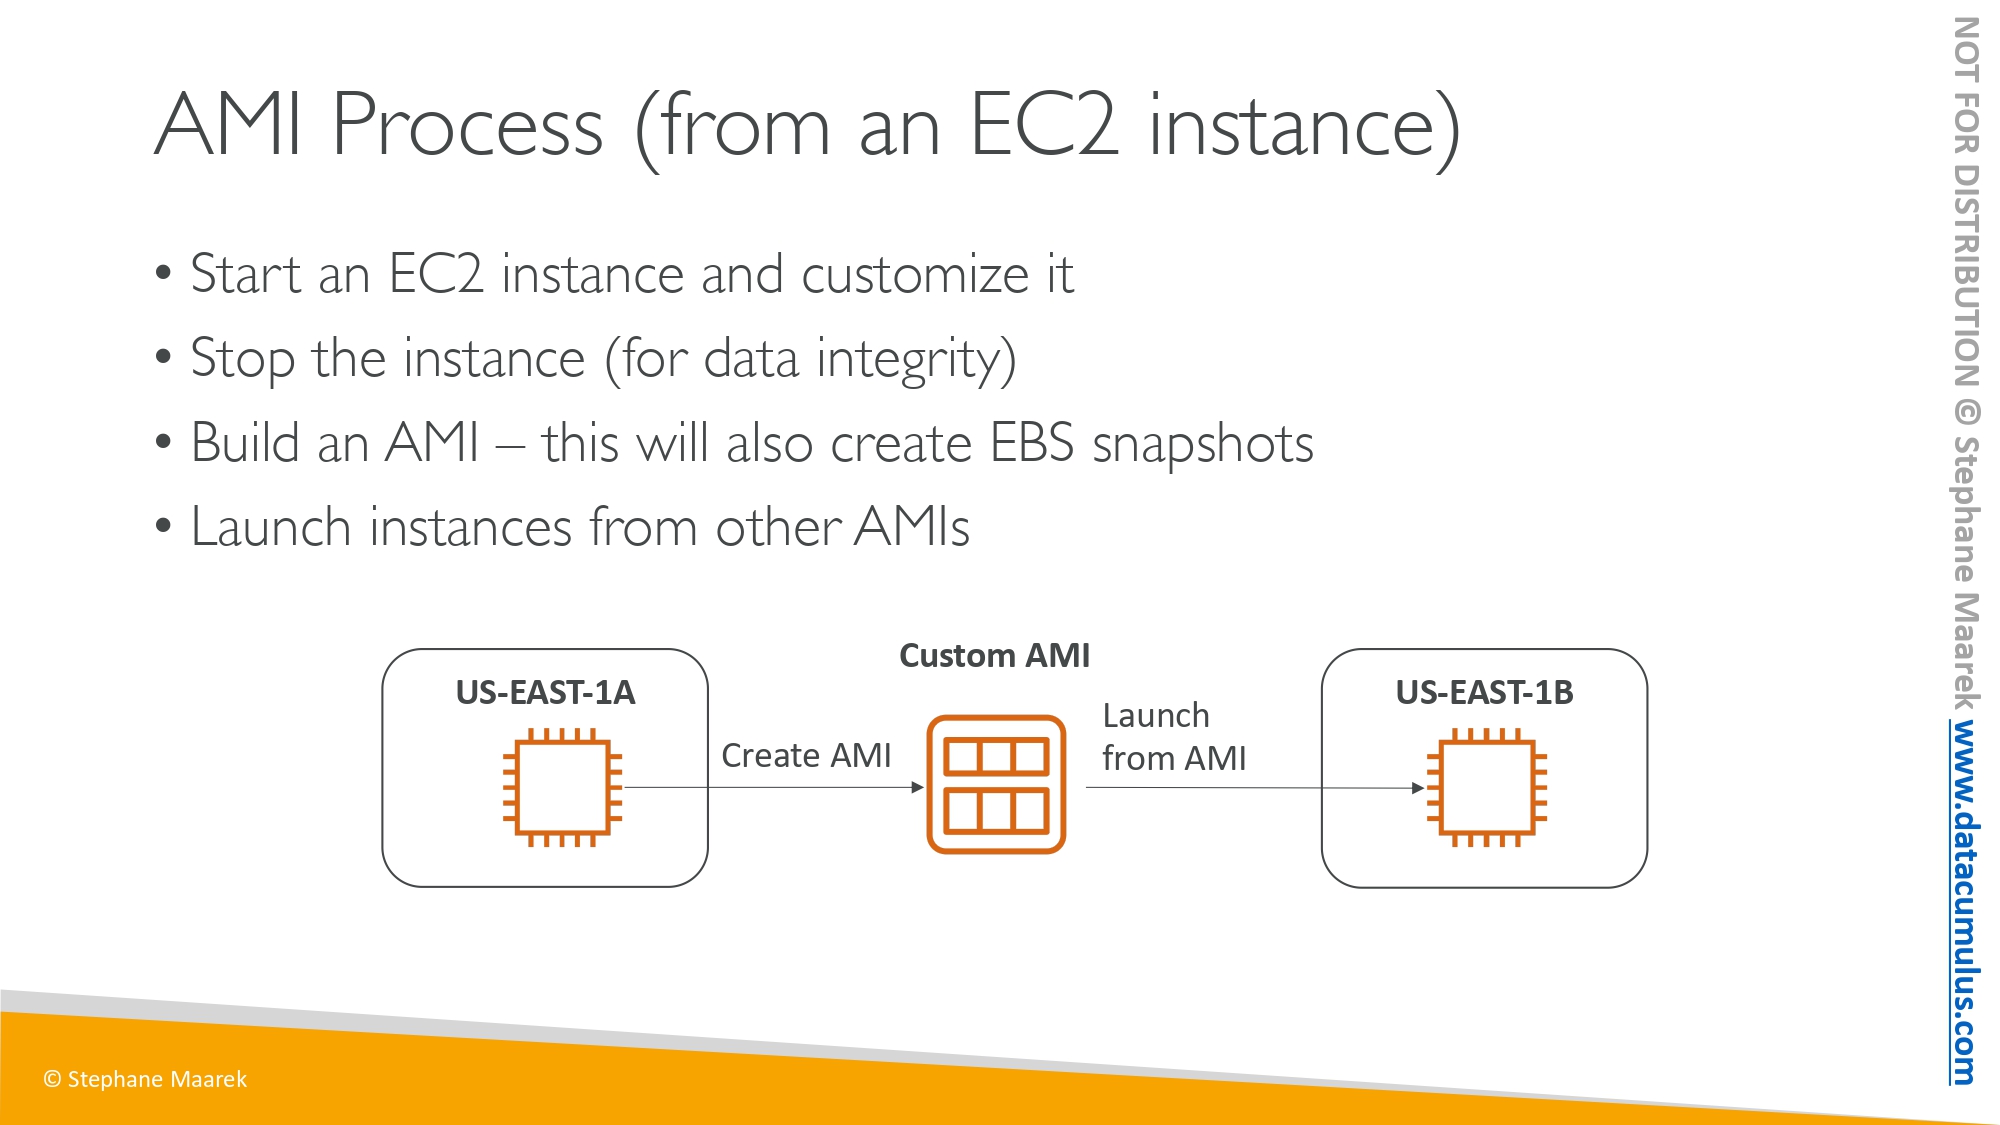 AMI Process (from an EC2 instance)
• Start an EC2 instance and customize it
• Stop the instance (for data integrity)
• Build an AMI – this will also create EBS snapshots
• Launch instances from other AMIs
US-EAST-1A
Create AMI
Custom AMI
Launch
from AMI
US-EAST-1B
© Stephane Maarek
NOT FOR DISTRIBUTION © Stephane Maarek www.datacumulus.com